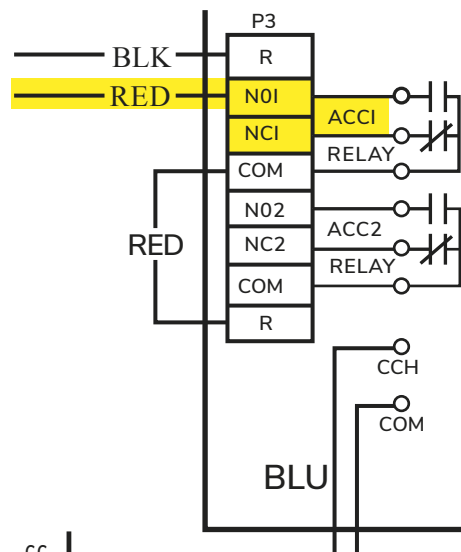 P3
BLK
R
RED
N0I
ACCI
NCI
RELAY
COM
N02
ACC2
RED
NC2
RELAY
COM
R
CCH
COM
BLU